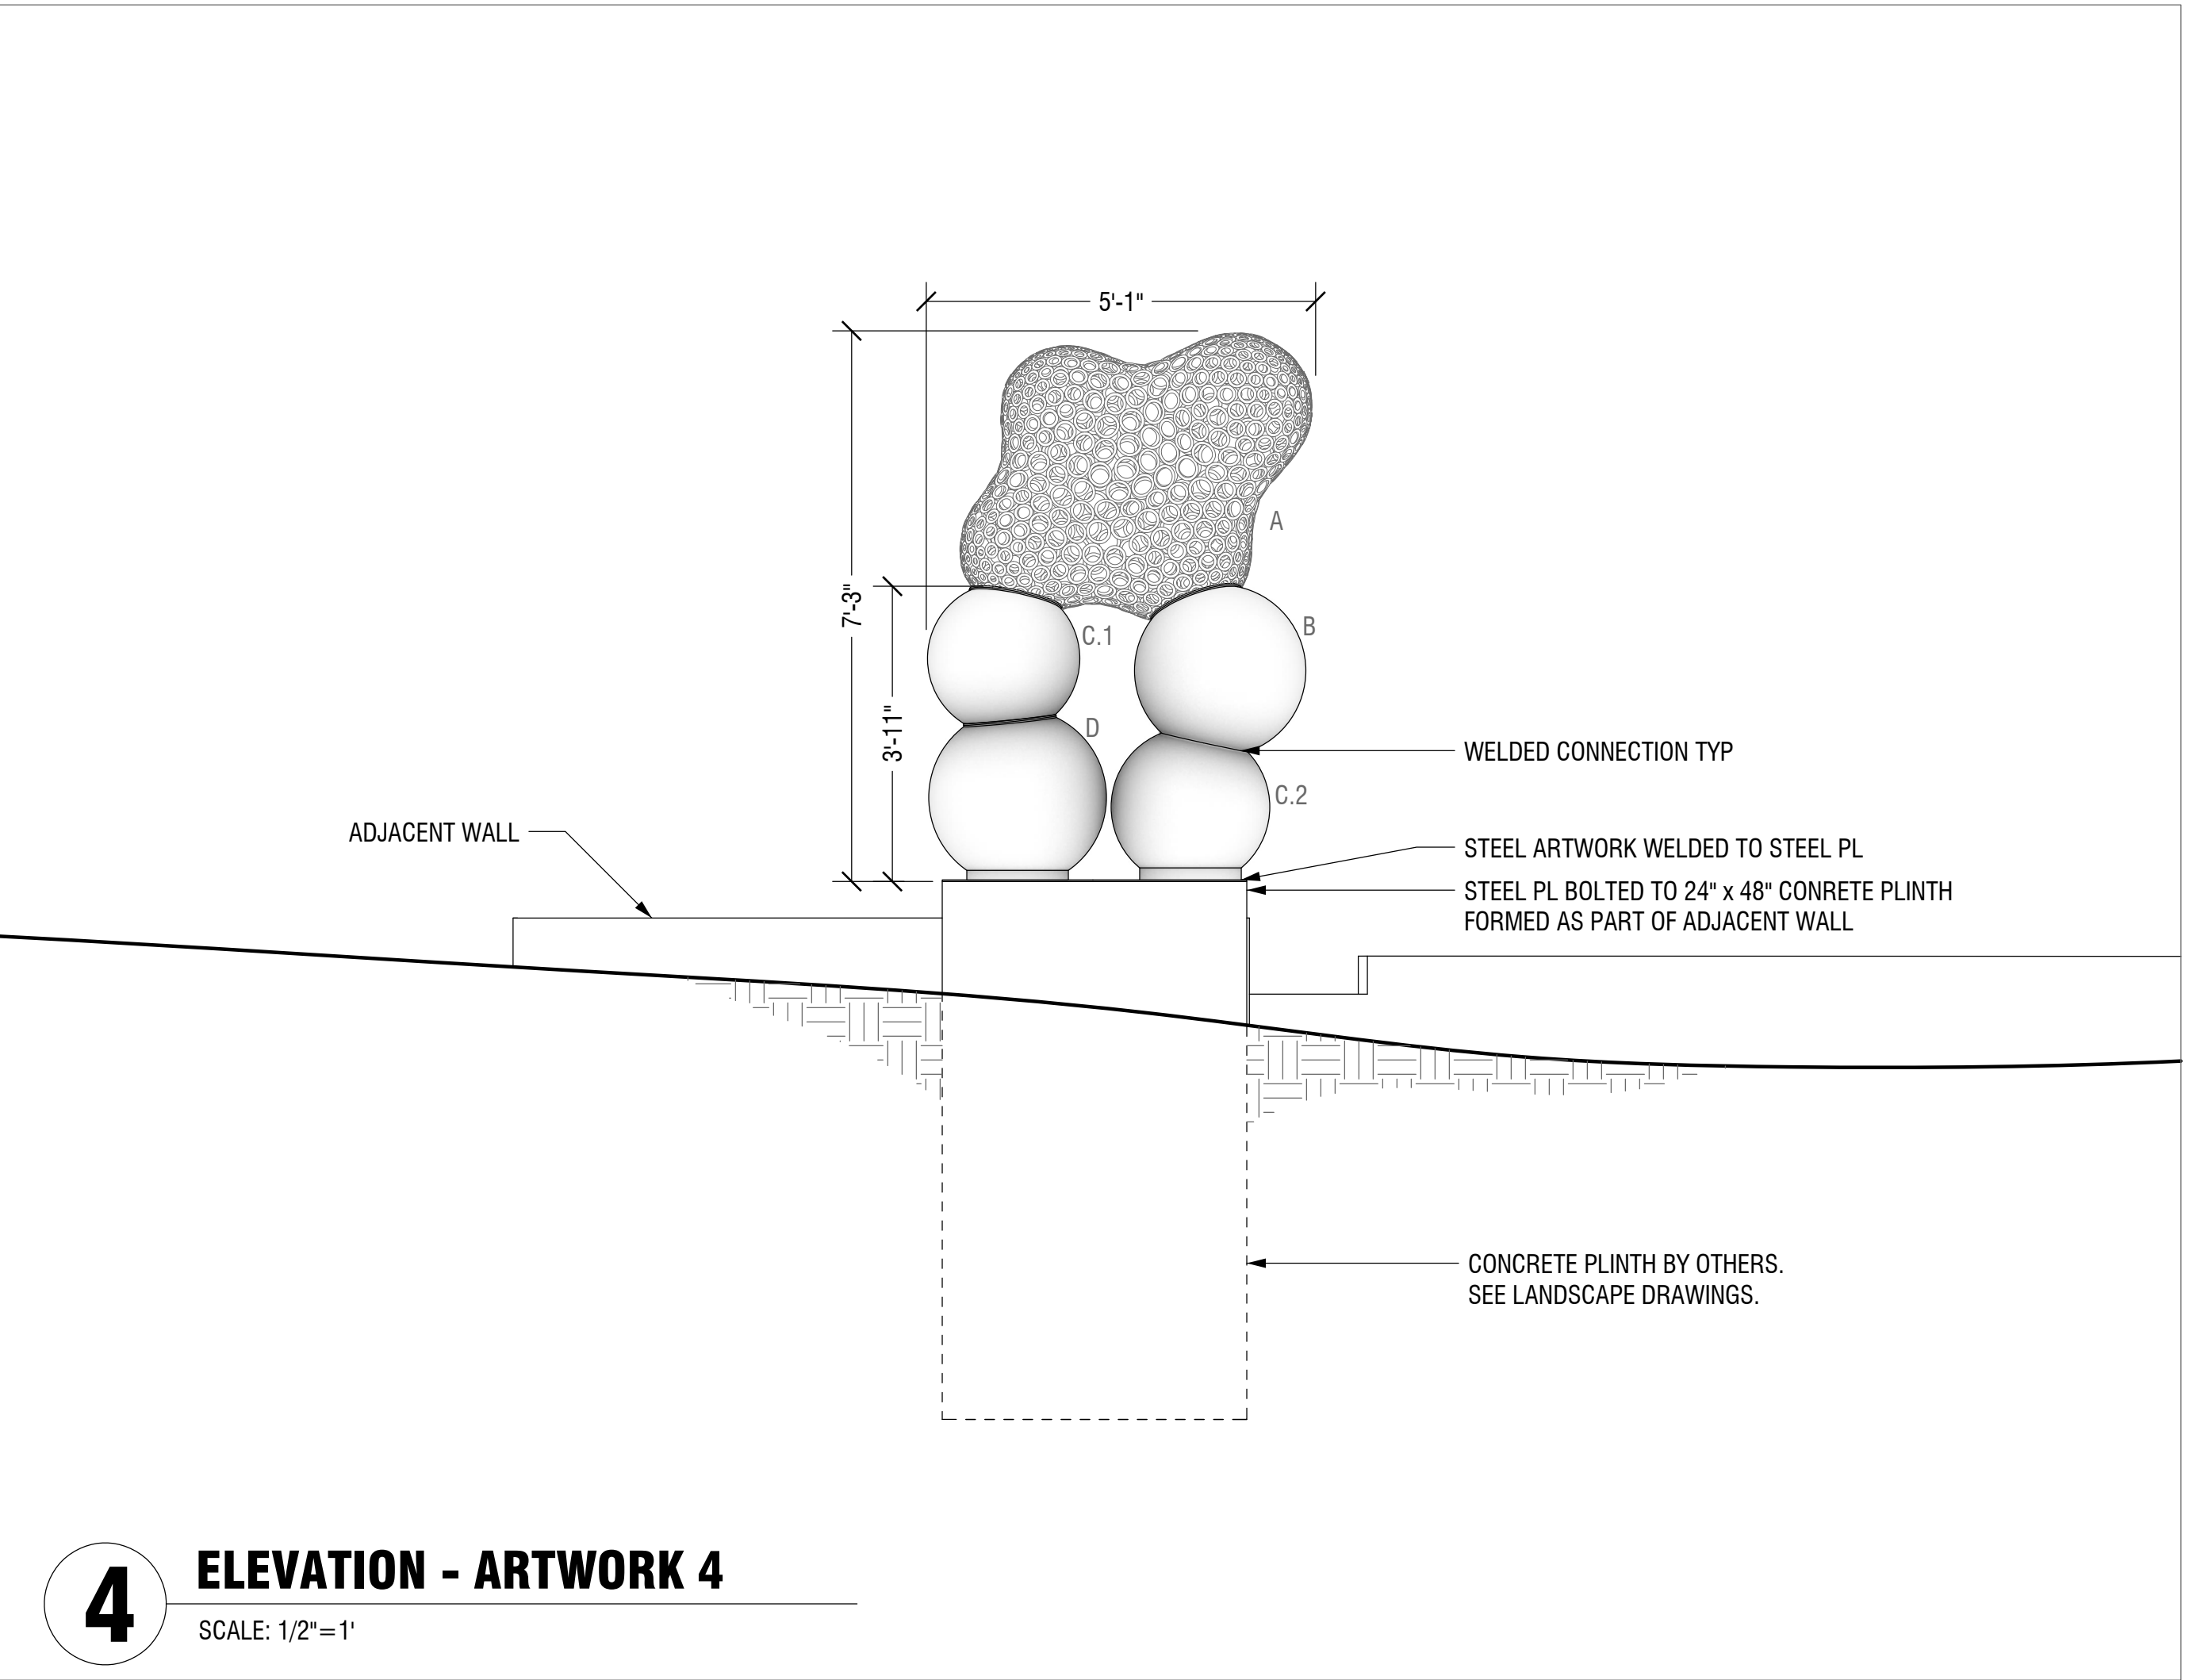 5'-1"
A
7'-3"
C.1
B
3'-11"
D
WELDED CONNECTION TYP
C.2
ADJACENT WALL
STEEL ARTWORK WELDED TO STEEL PL
STEEL PL BOLTED TO 24" x 48" CONRETE PLINTH
FORMED AS PART OF ADJACENT WALL
CONCRETE PLINTH BY OTHERS.
SEE LANDSCAPE DRAWINGS.
4
ELEVATION - ARTWORK 4
SCALE: 1/2"=1'